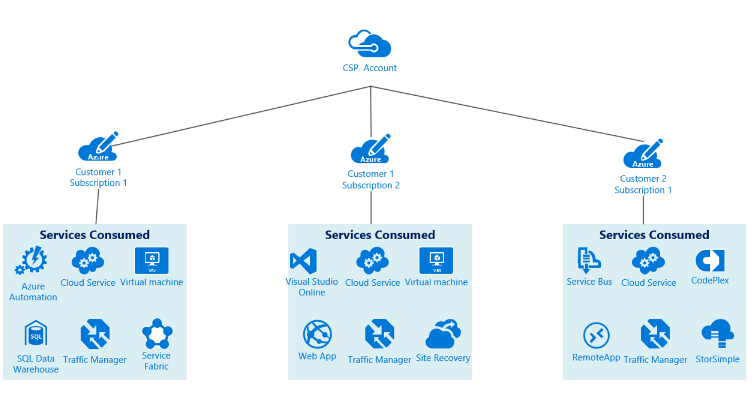 CSP Account
Azure
Customer 1
Subscription 1
Azure
Customer 1
Subscription 2
Azure
Customer 2
Subscription 1
Services Consumed
VM
Azure
Automation
Cloud Service
Virtual machine
SQL
SQL Data
Warehouse
Traffic Manager
Service
Fabric
Services Consumed
VM
Visual Studio
Online
Cloud Service
Virtual machine
Web App
Traffic Manager
Site Recovery
Services Consumed
Service Bus
Cloud Service
CodePlex
RemoteApp
Traffic Manager
StorSimple